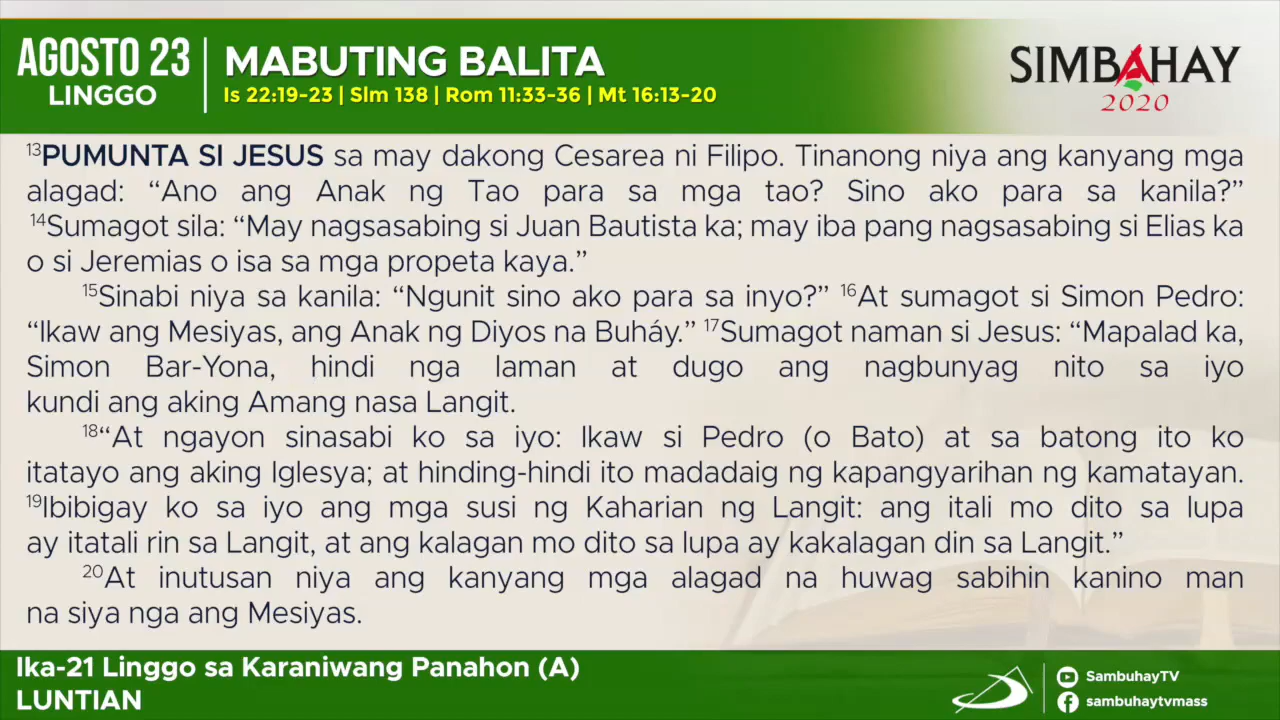 AGOSTO 23
LINGGO
MABUTING BALITA
Is 22:19-23 | Slm 138 | Rom 11:33-36 | Mt 16:13-20
SIMBAHAY
2020
13PUMUNTA SI JESUS sa may dakong Cesarea ni Filipo. Tinanong niya ang kanyang mga
alagad: “Ano ang Anak ng Tao para sa mga tao? Sino ako para sa kanila?”
14Sumagot sila: “May nagsasabing si Juan Bautista ka; may iba pang nagsasabing si Elias ka
o si Jeremias o isa sa mga propeta kaya.”
15Sinabi niya sa kanila: “Ngunit sino ako para sa inyo?” 16At sumagot si Simon Pedro:
“Ikaw ang Mesiyas, ang Anak ng Diyos na Buháy.” 17Sumagot naman si Jesus: “Mapalad ka,
Simon Bar-Yona, hindi nga laman at dugo ang nagbunyag nito sa iyo
kundi ang aking Amang nasa Langit.
18“At ngayon sinasabi ko sa iyo: Ikaw si Pedro (o Bato) at sa batong ito ko
itatayo ang aking Iglesya; at hinding-hindi ito madadaig ng kapangyarihan ng kamatayan.
19Ibibigay ko sa iyo ang mga susi ng Kaharian ng Langit: ang itali mo dito sa lupa
ay itatali rin sa Langit, at ang kalagan mo dito sa lupa ay kakalagan din sa Langit.”
20At inutusan niya ang kanyang mga alagad na huwag sabihin kanino man
na siya nga ang Mesiyas.
Ika-21 Linggo sa Karaniwang Panahon (A)
LUNTIAN
SambuhayTV
sambuhaytvmass